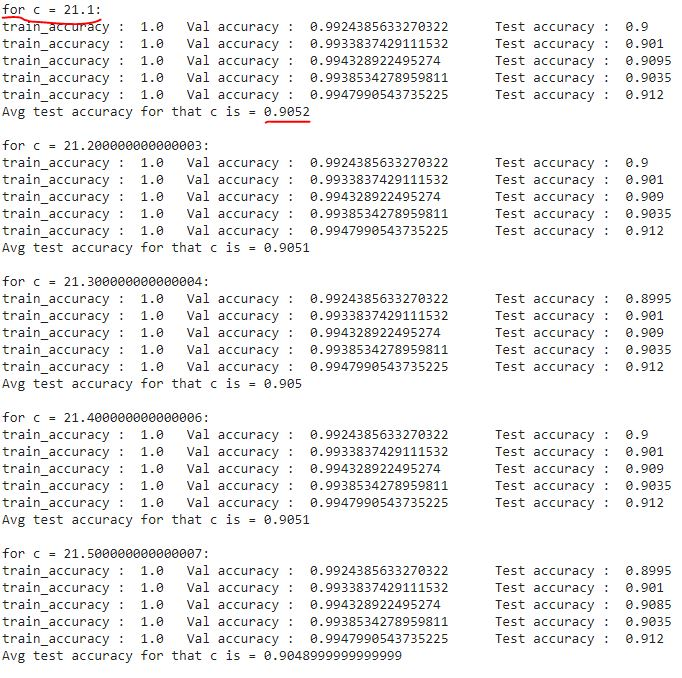 for c = 21.1:
train_accuracy : 1.0 Val accuracy : 0.9924385633270322 Test accuracy : 0.9
train_accuracy : 1.0 Val accuracy : 0.9933837429111532 Test accuracy : 0.901
train_accuracy : 1.0 Val accuracy : 0.994328922495274 Test accuracy : 0.9095
train_accuracy : 1.0 Val accuracy : 0.9938534278959811 Test accuracy : 0.9035
train_accuracy : 1.0 Val accuracy : 0.9947990543735225 Test accuracy : 0.912
Avg test accuracy for that c is = 0.9052
for c = 21.200000000000003:
train_accuracy : 1.0 Val accuracy : 0.9924385633270322 Test accuracy : 0.9
train_accuracy : 1.0 Val accuracy : 0.9933837429111532 Test accuracy : 0.901
train_accuracy : 1.0 Val accuracy : 0.994328922495274 Test accuracy : 0.909
train_accuracy : 1.0 Val accuracy : 0.9938534278959811 Test accuracy : 0.9035
train_accuracy : 1.0 Val accuracy : 0.9947990543735225 Test accuracy : 0.912
Avg test accuracy for that c is = 0.9051
for c = 21.300000000000004:
train_accuracy : 1.0 Val accuracy : 0.9924385633270322 Test accuracy : 0.8995
train_accuracy : 1.0 Val accuracy : 0.9933837429111532 Test accuracy : 0.901
train_accuracy : 1.0 Val accuracy : 0.994328922495274 Test accuracy : 0.909
train_accuracy : 1.0 Val accuracy : 0.9938534278959811 Test accuracy : 0.9035
train_accuracy : 1.0 Val accuracy : 0.9947990543735225 Test accuracy : 0.912
Avg test accuracy for that c is = 0.905
for c = 21.400000000000006:
train_accuracy : 1.0 Val accuracy : 0.9924385633270322 Test accuracy : 0.9
train_accuracy : 1.0 Val accuracy : 0.9933837429111532 Test accuracy : 0.901
train_accuracy : 1.0 Val accuracy : 0.994328922495274 Test accuracy : 0.909
train_accuracy : 1.0 Val accuracy : 0.9938534278959811 Test accuracy : 0.9035
train_accuracy : 1.0 Val accuracy : 0.9947990543735225 Test accuracy : 0.912
Avg test accuracy for that c is = 0.9051
for c = 21.500000000000007:
train_accuracy : 1.0 Val accuracy : 0.9924385633270322 Test accuracy : 0.8995
train_accuracy : 1.0 Val accuracy : 0.9933837429111532 Test accuracy : 0.901
train_accuracy : 1.0 Val accuracy : 0.994328922495274 Test accuracy : 0.9085
train_accuracy : 1.0 Val accuracy : 0.9938534278959811 Test accuracy : 0.9035
train_accuracy : 1.0 Val accuracy : 0.9947990543735225 Test accuracy : 0.912
Avg test accuracy for that c is = 0.9048999999999999